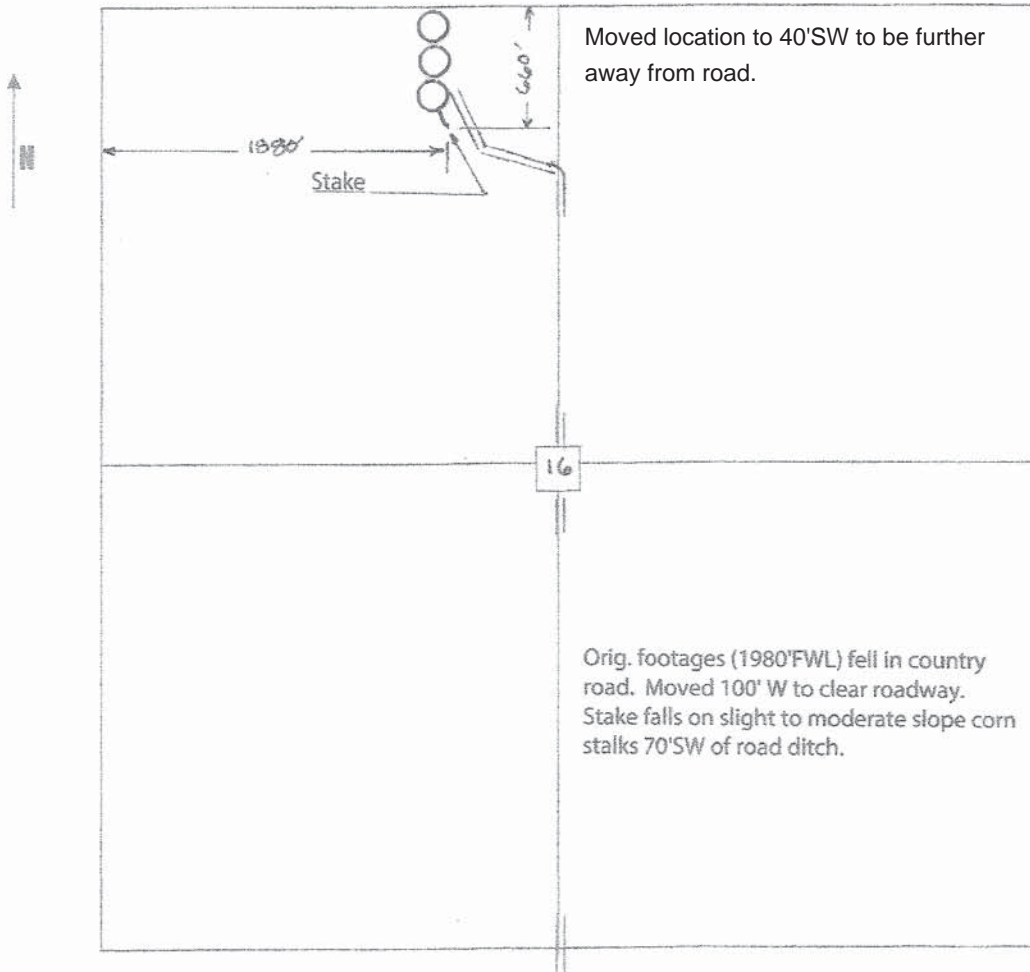 Moved location to 40'SW to be further
away from road.
660'
N
1880'
Stake
16
Orig. footages (1980'FWL) fell in country
road. Moved 100' W to clear roadway.
Stake falls on slight to moderate slope corn
stalks 70'SW of road ditch.